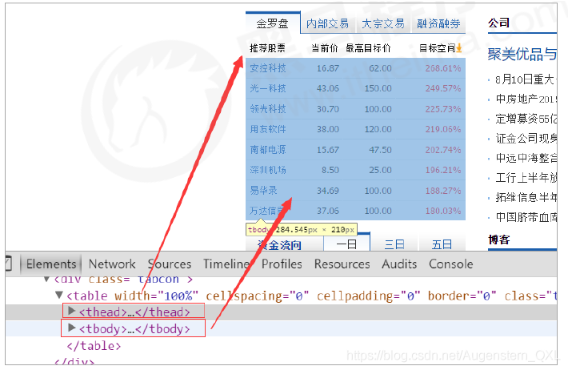 金罗盘 内部交易 大宗交易 融资融券
公司
推荐股票 当前价 最高目标价 目标空间
聚美优品与
安控科技 16.87 62.00 268.61%
8月10日重大
光一科技 43.06 150.00 249.57%
中房地产201
领光科技 30.70 100.00 225.73%
定增募资55亿
用友软件 38.00 120.00 219.06%
证金公司现身
南都电源 15.67 47.50 202.74%
中远中海整合
深圳机场 8.50 25.00 196.21%
工行上半年放
易华录 34.69 100.00 188.27%
拓维信息半年
万达信息 37.06 100.00 180.03%
中国脐带血库
tbody 284.545px × 210px
博客
资金流向 一日 三日 五日
Elements Network Sources Timeline Profiles Resources Audits Console
<div class="tabcon">
▼<table width="100%" cellspacing="0" cellpadding="0" border="0" class="t
▶<thead>…</thead>
▶<tbody>…</tbody>
</table>
</div>